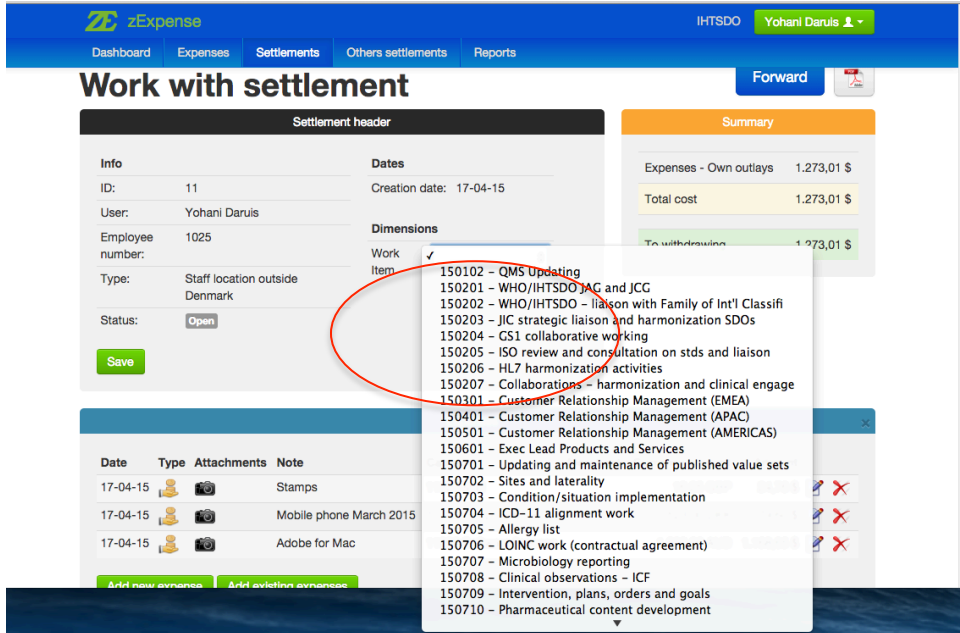 ZE zExpense
IHTSDO
Yohani Daruis
Dashboard Expenses Settlements Others settlements Reports
Work with settlement
Forward
PDF
Settlement header
Info
ID: 11
User: Yohani Daruis
Employee number: 1025
Type: Staff location outside Denmark
Status: Open
Save
Dates
Creation date: 17-04-15
Dimensions
Work Item
Summary
Expenses - Own outlays 1.273,01 $
Total cost 1.273,01 $
To withdrawing 1.273,01 $
✓
150102 – QMS Updating
150201 – WHO/IHTSDO JAG and JCG
150202 – WHO/IHTSDO – liaison with Family of Int'l Classifi
150203 – JIC strategic liaison and harmonization SDOs
150204 – GS1 collaborative working
150205 – ISO review and consultation on stds and liaison
150206 – HL7 harmonization activities
150207 – Collaborations – harmonization and clinical engage
150301 – Customer Relationship Management (EMEA)
150401 – Customer Relationship Management (APAC)
150501 – Customer Relationship Management (AMERICAS)
150601 – Exec Lead Products and Services
150701 – Updating and maintenance of published value sets
150702 – Sites and laterality
150703 – Condition/situation implementation
150704 – ICD-11 alignment work
150705 – Allergy list
150706 – LOINC work (contractual agreement)
150707 – Microbiology reporting
150708 – Clinical observations – ICF
150709 – Intervention, plans, orders and goals
150710 – Pharmaceutical content development
Date Type Attachments Note
17-04-15 Stamps
17-04-15 Mobile phone March 2015
17-04-15 Adobe for Mac
Add new expense Add existing expenses